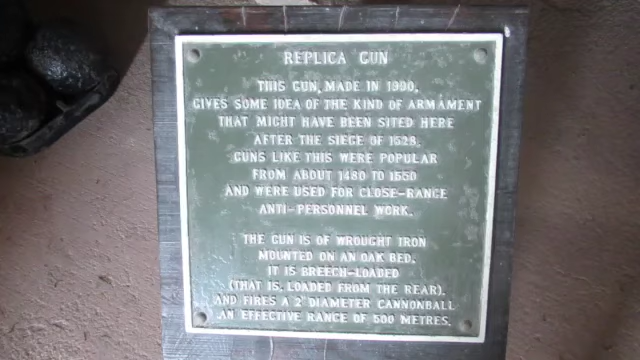 REPLICA GUN
THIS GUN, MADE IN 1990,
GIVES SOME IDEA OF THE KIND OF ARMAMENT
THAT MIGHT HAVE BEEN SITED HERE
AFTER THE SIEGE OF 1528.
GUNS LIKE THIS WERE POPULAR
FROM ABOUT 1480 TO 1550
AND WERE USED FOR CLOSE-RANGE
ANTI-PERSONNEL WORK.
THE GUN IS OF WROUGHT IRON
MOUNTED ON AN OAK BED.
IT IS BREECH-LOADED
(THAT IS, LOADED FROM THE REAR),
AND FIRES A 2" DIAMETER CANNONBALL
AN EFFECTIVE RANGE OF 500 METRES.